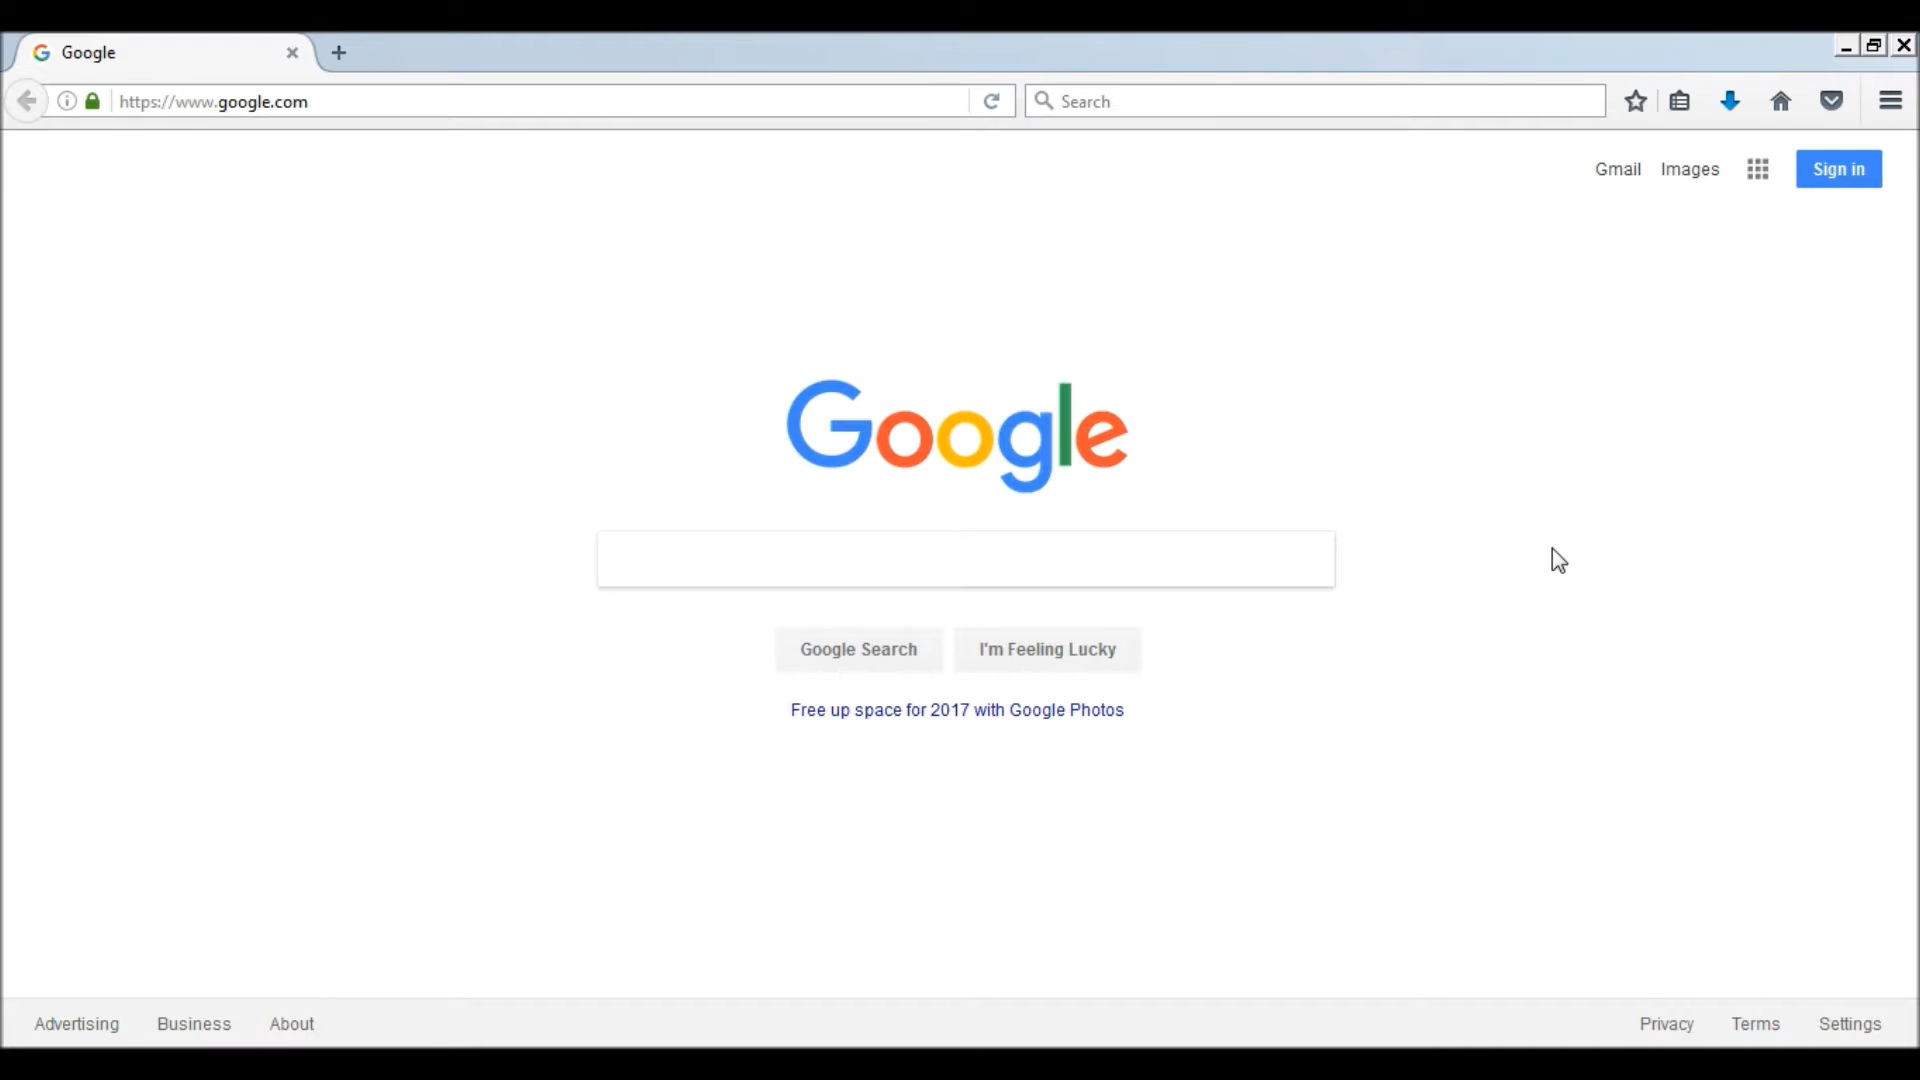 Google
https://www.google.com
Search
Gmail Images Sign in
Google
Google Search I'm Feeling Lucky
Free up space for 2017 with Google Photos
Advertising Business About Privacy Terms Settings